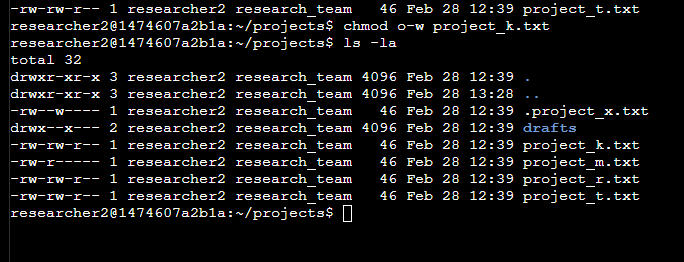 -rw-rw-r-- 1 researcher2 research_team   46 Feb 28 12:39 project_t.txt
researcher2@1474607a2b1a:~/projects$ chmod o-w project_k.txt
researcher2@1474607a2b1a:~/projects$ ls -la
total 32
drwxr-xr-x 3 researcher2 research_team 4096 Feb 28 12:39 .
drwxr-xr-x 3 researcher2 research_team 4096 Feb 28 13:28 ..
-rw--w---- 1 researcher2 research_team   46 Feb 28 12:39 .project_x.txt
drwx--x--- 2 researcher2 research_team 4096 Feb 28 12:39 drafts
-rw-rw-r-- 1 researcher2 research_team   46 Feb 28 12:39 project_k.txt
-rw-r----- 1 researcher2 research_team   46 Feb 28 12:39 project_m.txt
-rw-rw-r-- 1 researcher2 research_team   46 Feb 28 12:39 project_r.txt
-rw-rw-r-- 1 researcher2 research_team   46 Feb 28 12:39 project_t.txt
researcher2@1474607a2b1a:~/projects$